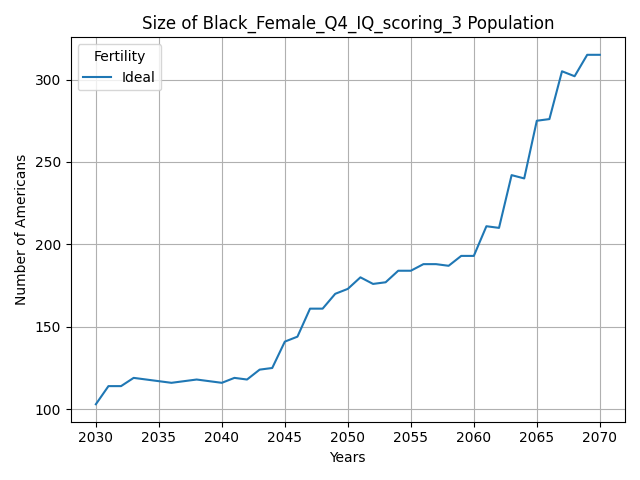 Size of Black_Female_Q4_IQ_scoring_3 Population
Fertility
Ideal
Number of Americans
300
250
200
150
100
2030 2035 2040 2045 2050 2055 2060 2065 2070
Years